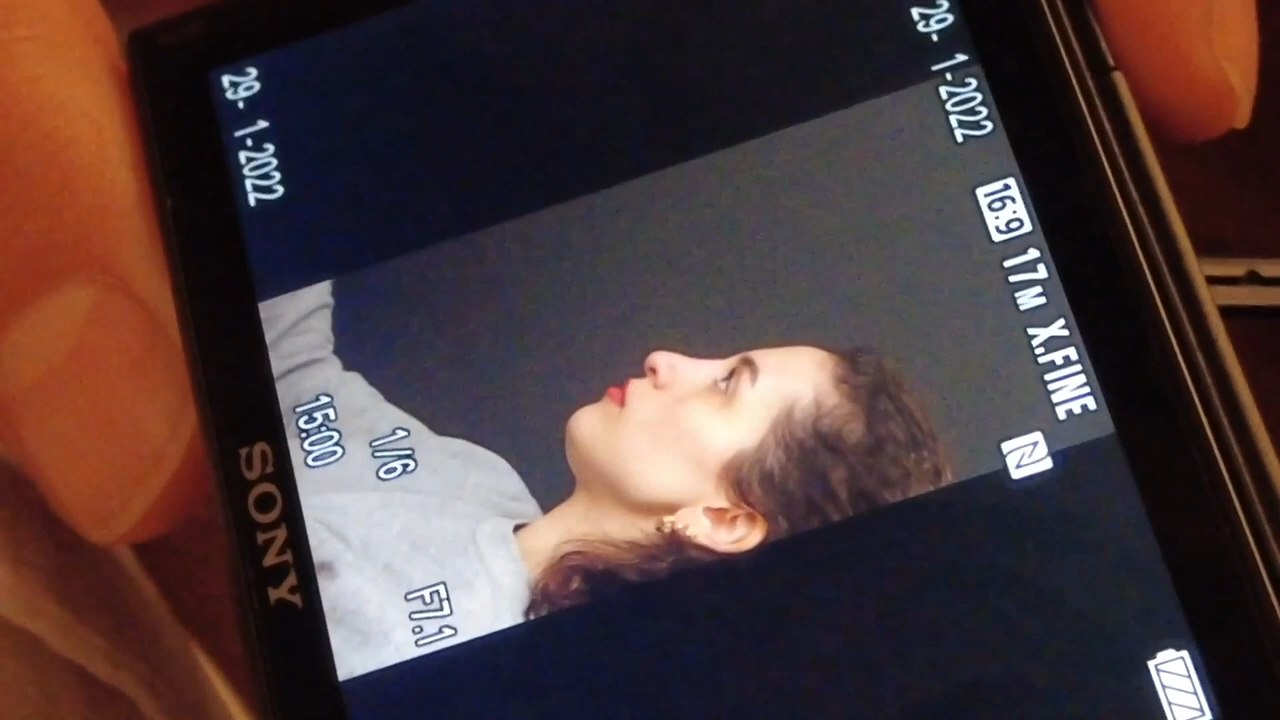 29- 1-2022
16:9 17M X.FINE
N
1/6 F7.1
29- 1-2022 15:00
SONY